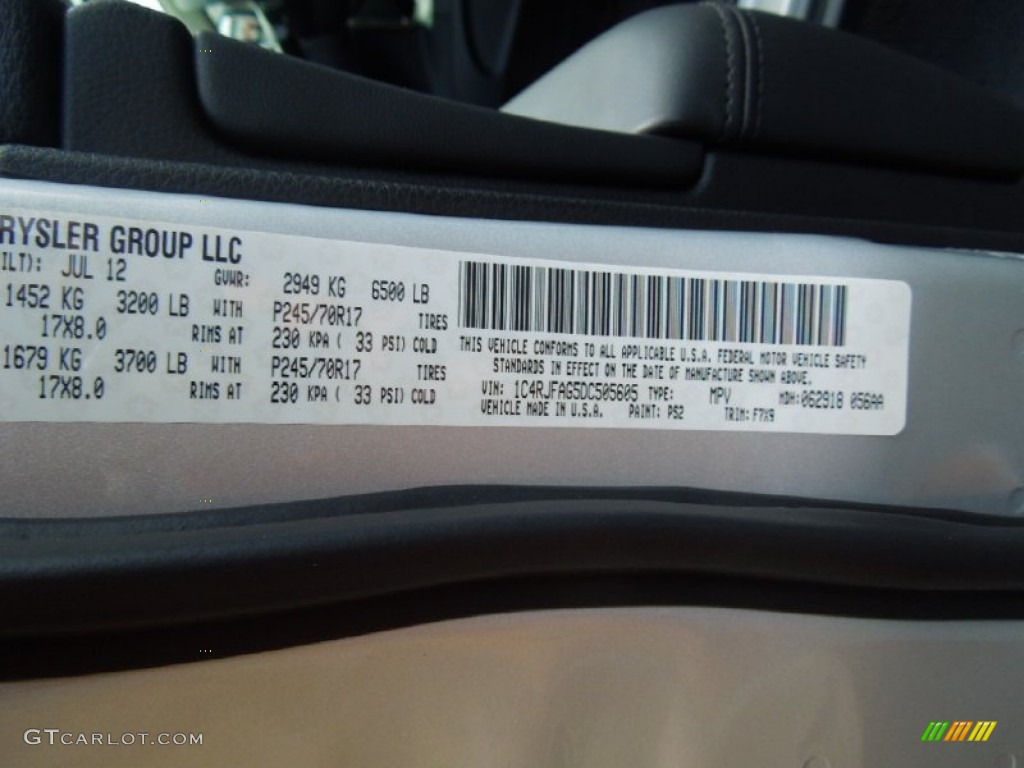 RYSLER GROUP LLC
ILT): JUL 12 GVWR: 2949 KG 6500 LB
1452 KG 3200 LB WITH P245/70R17 TIRES
17X8.0 RIMS AT 230 KPA ( 33 PSI) COLD
1679 KG 3700 LB WITH P245/70R17 TIRES
17X8.0 RIMS AT 230 KPA ( 33 PSI) COLD
THIS VEHICLE CONFORMS TO ALL APPLICABLE U.S.A. FEDERAL MOTOR VEHICLE SAFETY
STANDARDS IN EFFECT ON THE DATE OF MANUFACTURE SHOWN ABOVE.
VIN: 1C4RJFAG5DC505605 TYPE: MPV MDH: 062918 056AA
VEHICLE MADE IN U.S.A. PAINT: PS2 TRIM: F7X9
GTCARLOT.COM